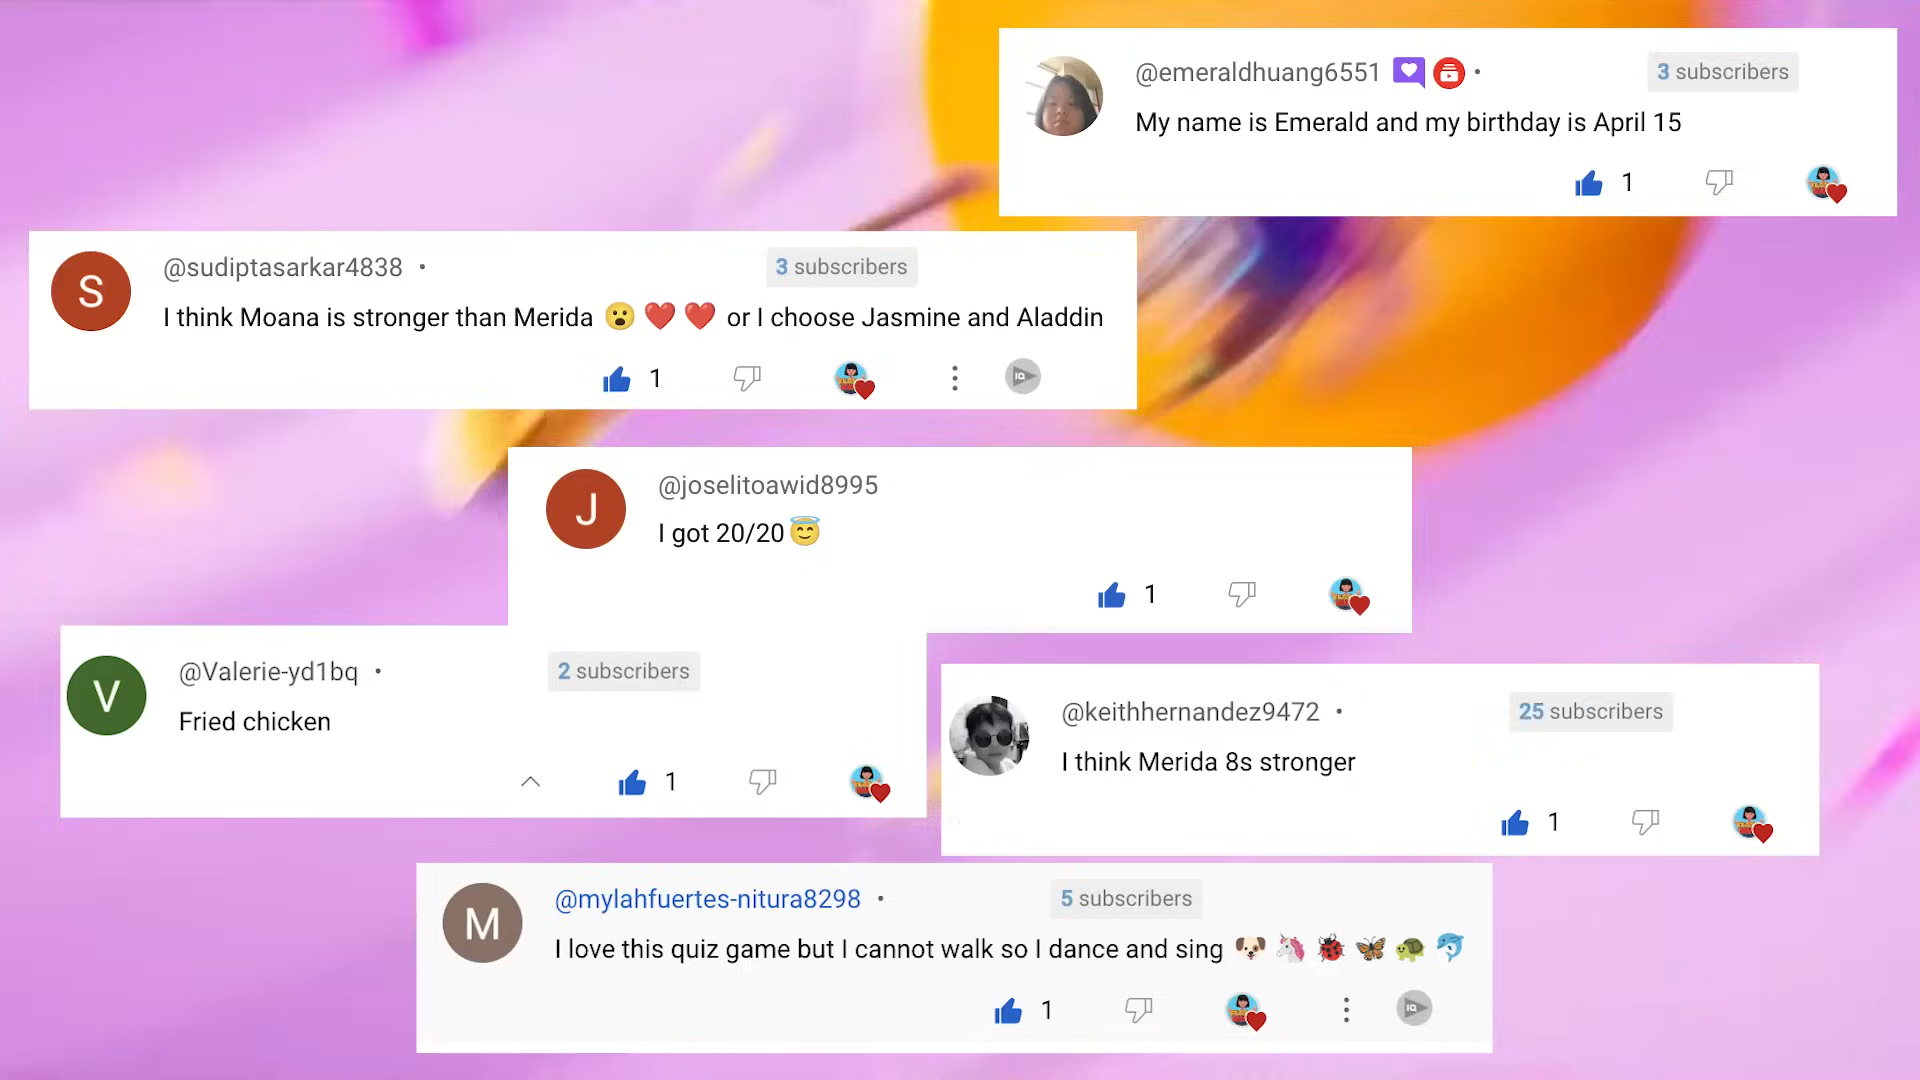 @emeraldhuang6551 • 3 subscribers
My name is Emerald and my birthday is April 15
1
S @sudiptasarkar4838 • 3 subscribers
I think Moana is stronger than Merida 😮 ❤️ ❤️ or I choose Jasmine and Aladdin
1 IQ
J @joselitoawid8995
I got 20/20😇
1
V @Valerie-yd1bq • 2 subscribers
Fried chicken
1
@keithhernandez9472 • 25 subscribers
I think Merida 8s stronger
1
M @mylahfuertes-nitura8298 • 5 subscribers
I love this quiz game but I cannot walk so I dance and sing 🐶 🦄 🐞 🦋 🐢 🐬
1 IQ